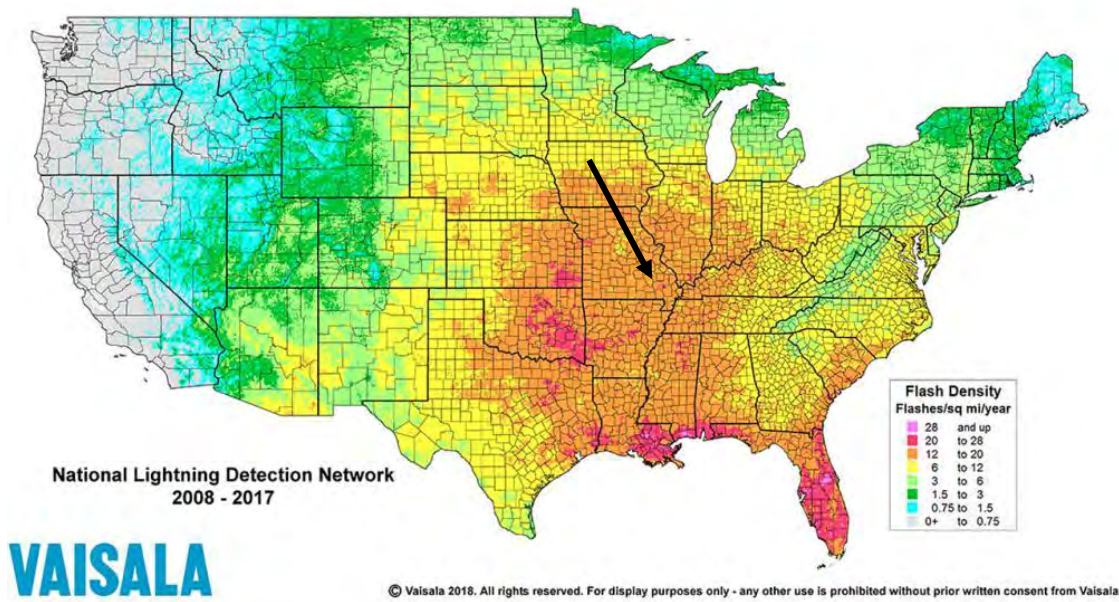 Flash Density
Flashes/sq mi/year
28 and up
20 to 28
12 to 20
6 to 12
3 to 6
1.5 to 3
0.75 to 1.5
0+ to 0.75
National Lightning Detection Network
2008 - 2017
VAISALA
© Vaisala 2018. All rights reserved. For display purposes only - any other use is prohibited without prior written consent from Vaisala